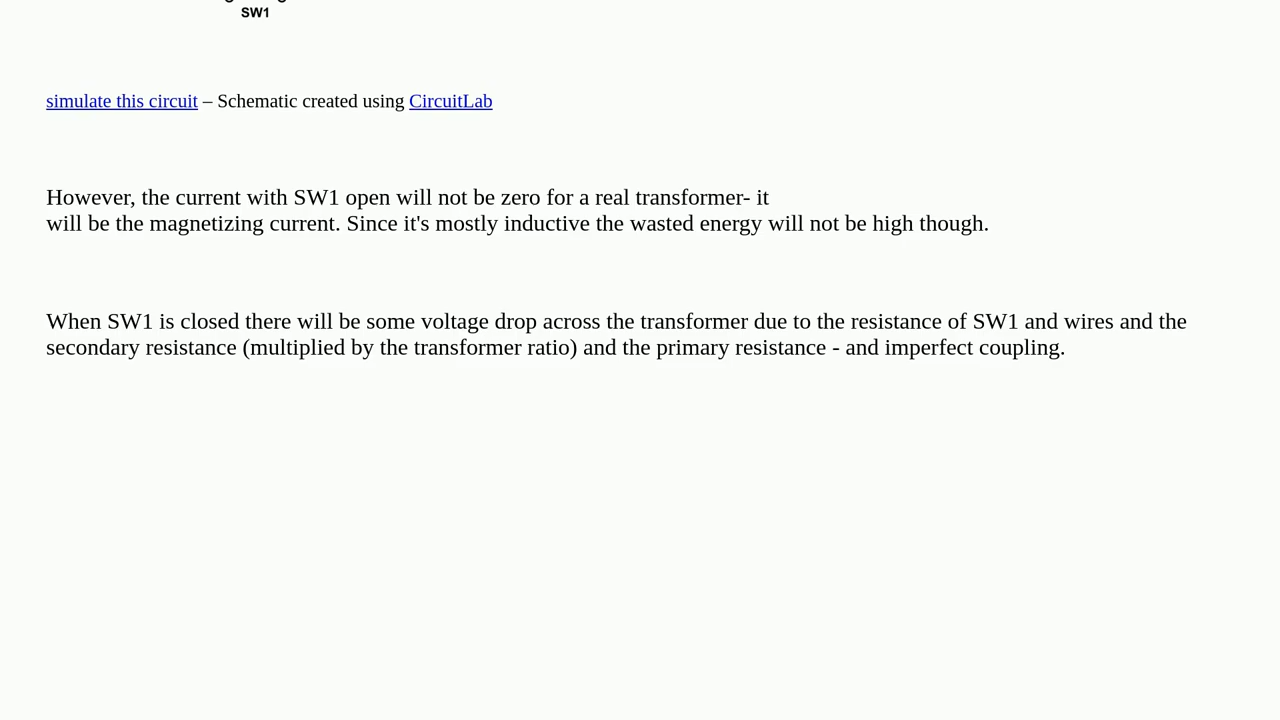 SW1
simulate this circuit – Schematic created using CircuitLab
However, the current with SW1 open will not be zero for a real transformer- it
will be the magnetizing current. Since it's mostly inductive the wasted energy will not be high though.
When SW1 is closed there will be some voltage drop across the transformer due to the resistance of SW1 and wires and the
secondary resistance (multiplied by the transformer ratio) and the primary resistance - and imperfect coupling.